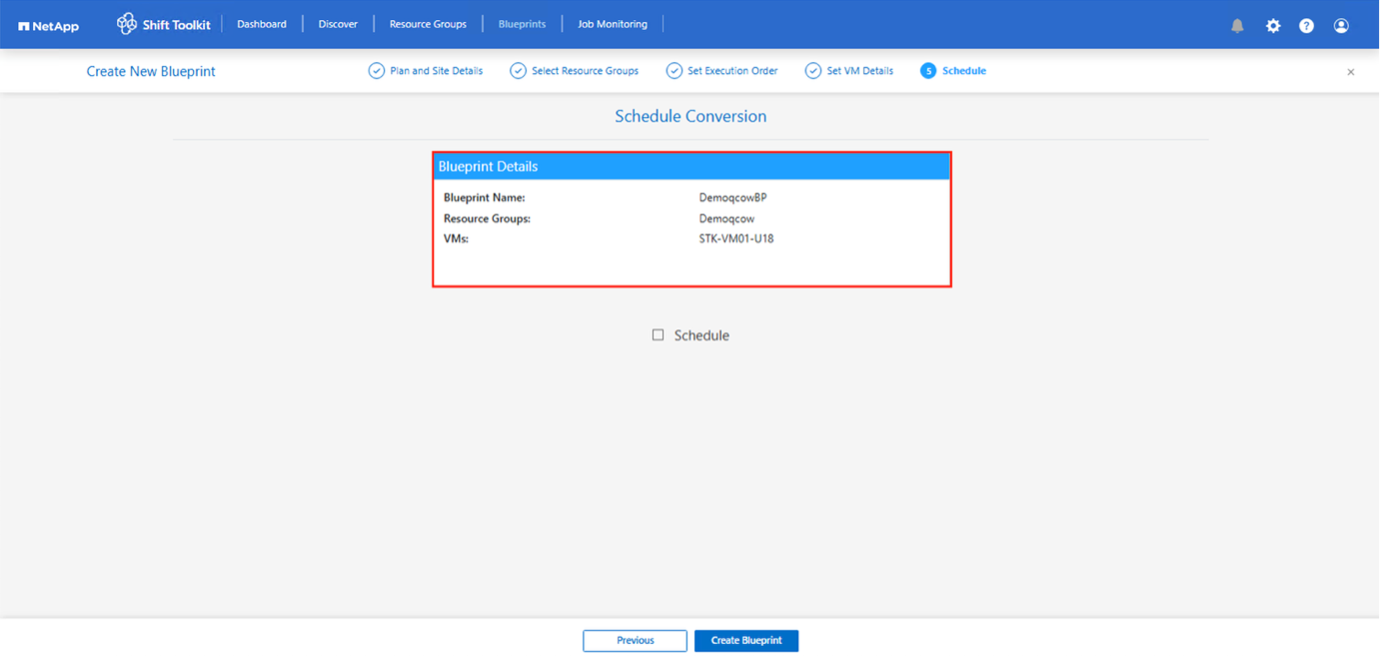 NetApp Shift Toolkit Dashboard Discover Resource Groups Blueprints Job Monitoring ?
Create New Blueprint Plan and Site Details Select Resource Groups Set Execution Order Set VM Details 5 Schedule ×
Schedule Conversion
Blueprint Details
Blueprint Name: DemoqcowBP
Resource Groups: Demoqcow
VMs: STK-VM01-U18
Schedule
Previous Create Blueprint